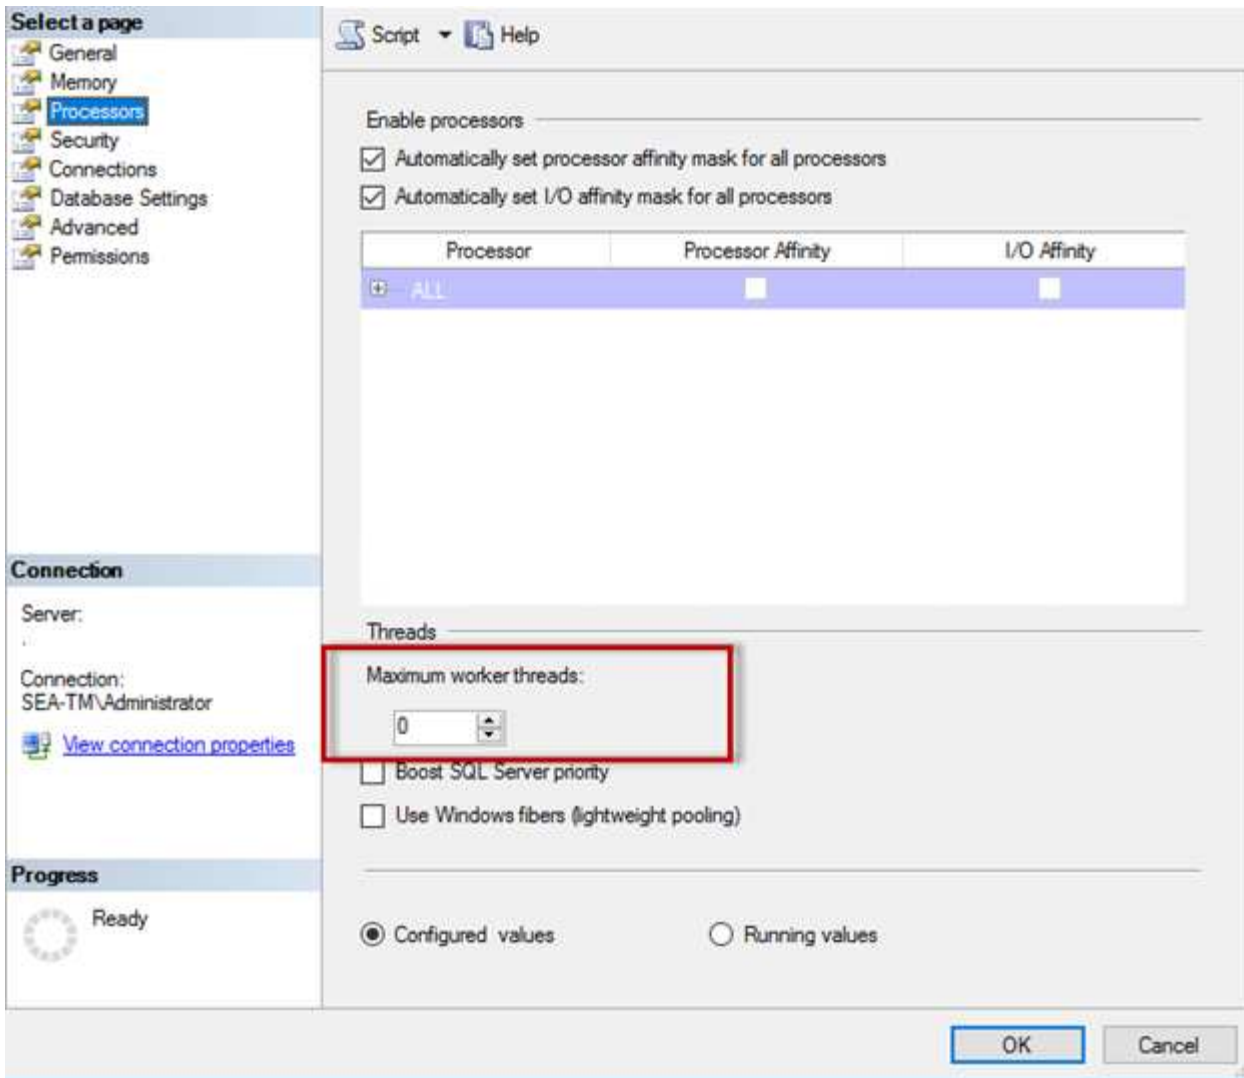 Select a page
General
Memory
Processors
Security
Connections
Database Settings
Advanced
Permissions
Connection
Server:
.
Connection:
SEA-TM\Administrator
View connection properties
Progress
Ready
Script Help
Enable processors
Automatically set processor affinity mask for all processors
Automatically set I/O affinity mask for all processors
Processor Processor Affinity I/O Affinity
ALL
Threads
Maximum worker threads:
0
Boost SQL Server priority
Use Windows fibers (lightweight pooling)
Configured values Running values
OK Cancel